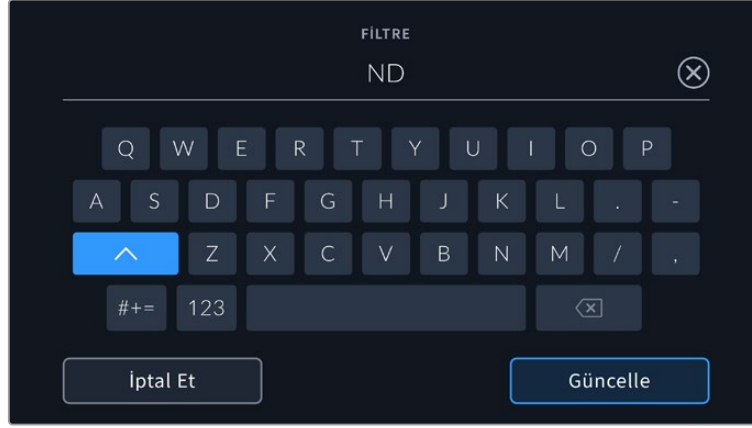 FİLTRE
ND
Q W E R T Y U I O P
A S D F G H J K L . -
Z X C V B N M / ,
#+= 123
İptal Et Güncelle